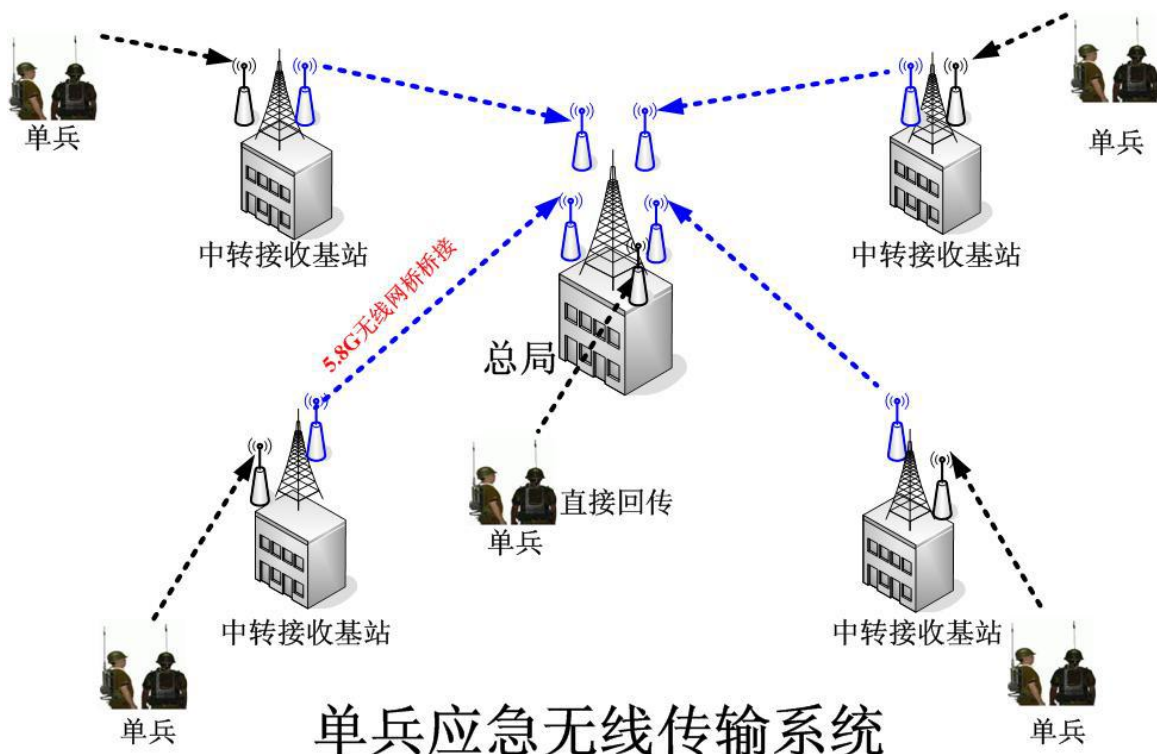 单兵
单兵
中转接收基站
中转接收基站
5.8G无线网桥桥接
总局
直接回传
单兵
中转接收基站
中转接收基站
单兵
单兵
单兵应急无线传输系统